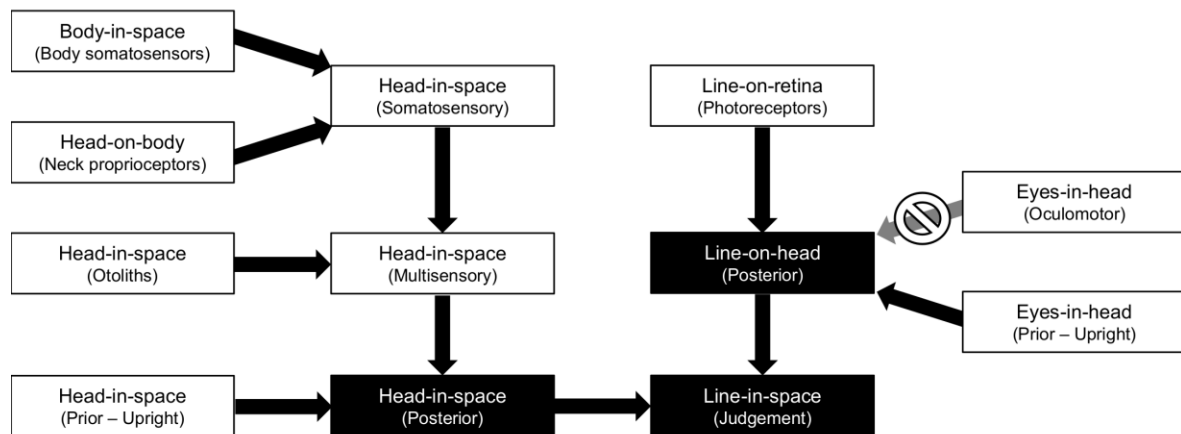 Body-in-space
(Body somatosensors)
Head-in-space
(Somatosensory)
Line-on-retina
(Photoreceptors)
Head-on-body
(Neck proprioceptors)
Eyes-in-head
(Oculomotor)
Head-in-space
(Otoliths)
Head-in-space
(Multisensory)
Line-on-head
(Posterior)
Eyes-in-head
(Prior – Upright)
Head-in-space
(Prior – Upright)
Head-in-space
(Posterior)
Line-in-space
(Judgement)